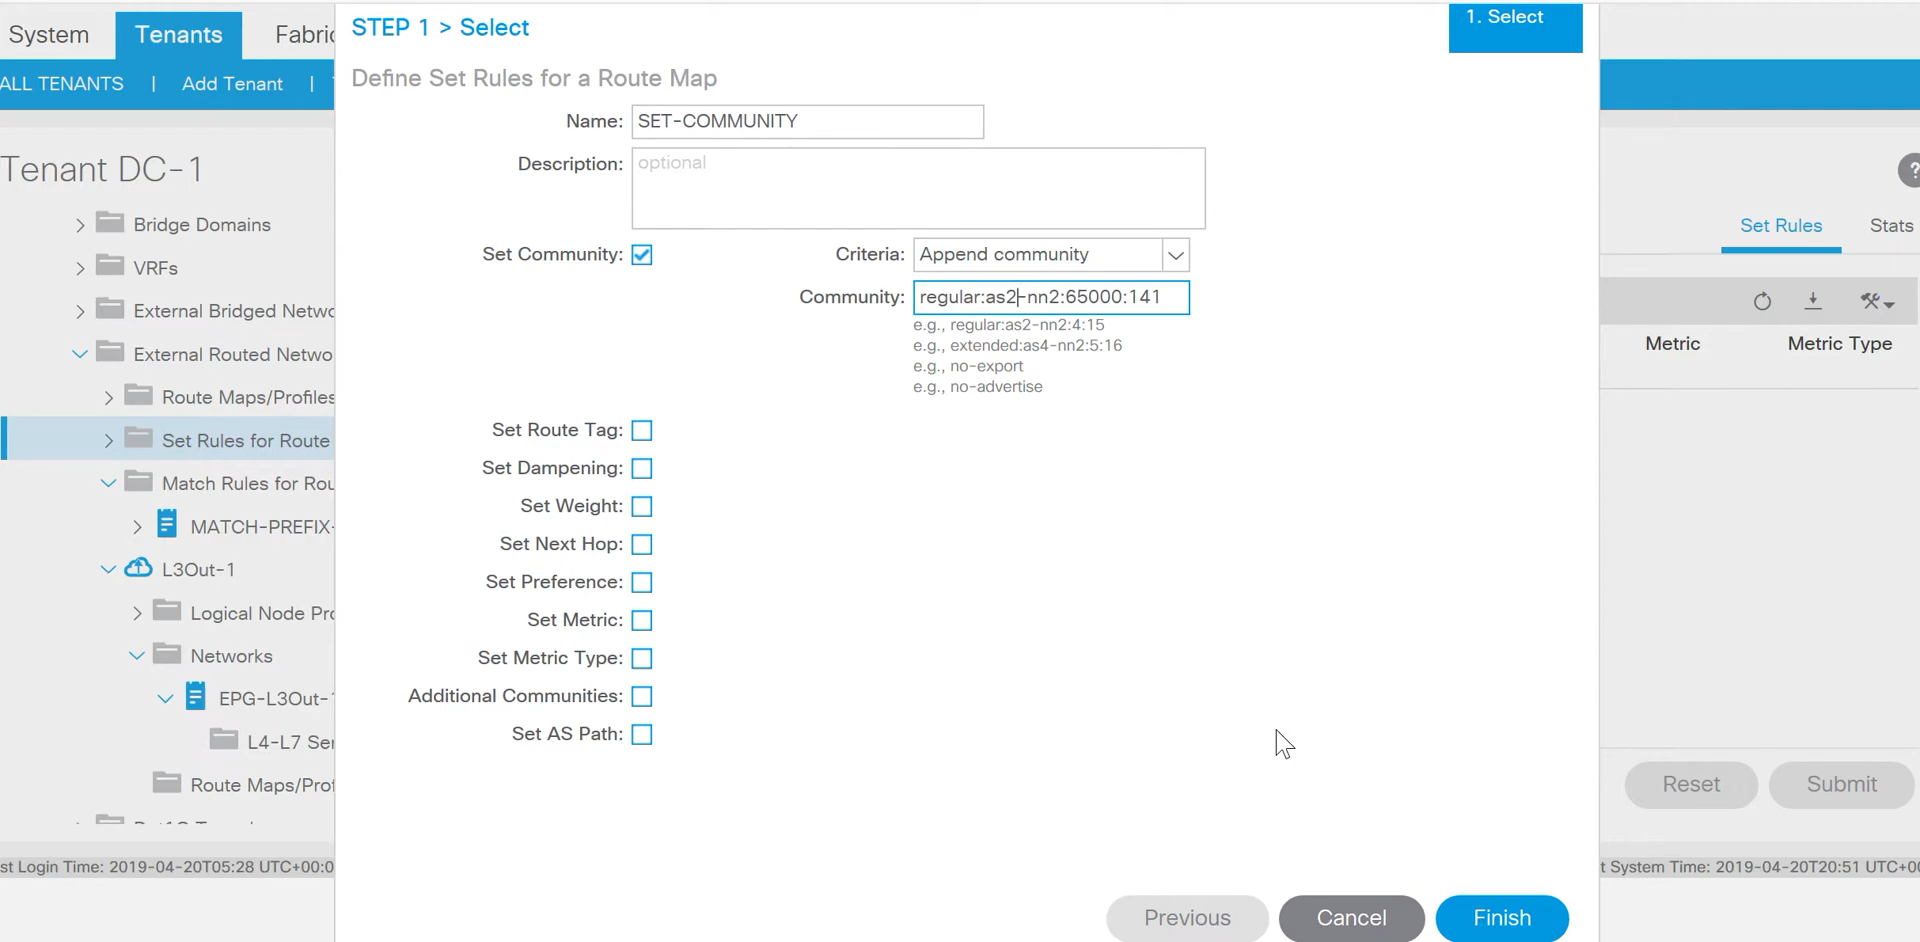 System Tenants Fabric
ALL TENANTS | Add Tenant |
Tenant DC-1
Bridge Domains
VRFs
External Bridged Netwo
External Routed Netwo
Route Maps/Profiles
Set Rules for Route
Match Rules for Rou
MATCH-PREFIX-
L3Out-1
Logical Node Pro
Networks
EPG-L3Out-1
L4-L7 Ser
Route Maps/Prof
st Login Time: 2019-04-20T05:28 UTC+00:0
STEP 1 > Select
1. Select
Define Set Rules for a Route Map
Name: SET-COMMUNITY
Description: optional
Set Community: Criteria: Append community
Community: regular:as2-nn2:65000:141
e.g., regular:as2-nn2:4:15
e.g., extended:as4-nn2:5:16
e.g., no-export
e.g., no-advertise
Set Route Tag:
Set Dampening:
Set Weight:
Set Next Hop:
Set Preference:
Set Metric:
Set Metric Type:
Additional Communities:
Set AS Path:
Previous Cancel Finish
?
Set Rules Stats
Metric Metric Type
Reset Submit
t System Time: 2019-04-20T20:51 UTC+00